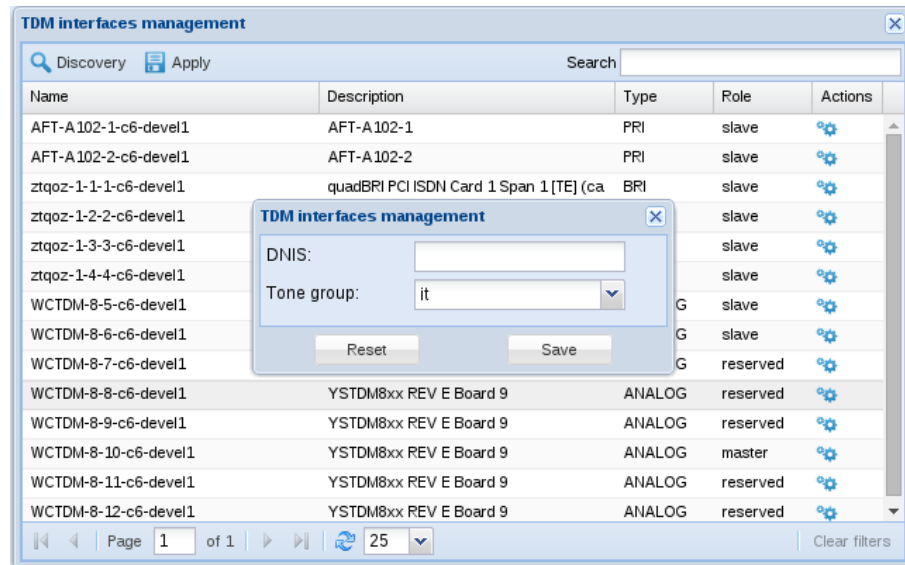 TDM interfaces management
Discovery Apply Search
Name Description Type Role Actions
AFT-A102-1-c6-devel1 AFT-A102-1 PRI slave
AFT-A102-2-c6-devel1 AFT-A102-2 PRI slave
ztqoz-1-1-1-c6-devel1 quadBRI PCI ISDN Card 1 Span 1 [TE] (ca BRI slave
ztqoz-1-2-2-c6-devel1 slave
ztqoz-1-3-3-c6-devel1 slave
ztqoz-1-4-4-c6-devel1 slave
WCTDM-8-5-c6-devel1 G slave
WCTDM-8-6-c6-devel1 G slave
WCTDM-8-7-c6-devel1 G reserved
TDM interfaces management
DNIS:
Tone group: it
Reset Save
WCTDM-8-8-c6-devel1 YSTDM8xx REV E Board 9 ANALOG reserved
WCTDM-8-9-c6-devel1 YSTDM8xx REV E Board 9 ANALOG reserved
WCTDM-8-10-c6-devel1 YSTDM8xx REV E Board 9 ANALOG master
WCTDM-8-11-c6-devel1 YSTDM8xx REV E Board 9 ANALOG reserved
WCTDM-8-12-c6-devel1 YSTDM8xx REV E Board 9 ANALOG reserved
Page 1 of 1 25 Clear filters